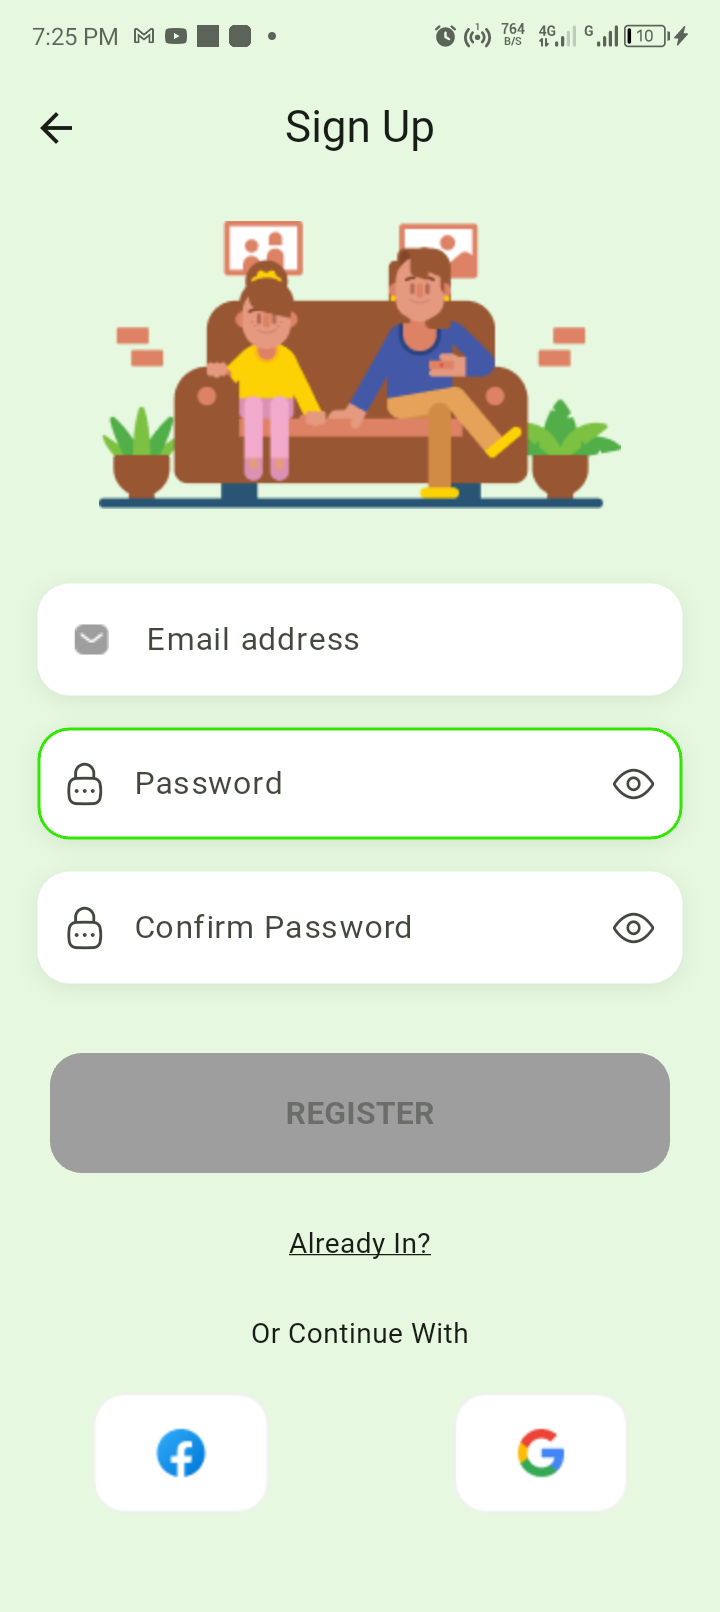 7:25 PM 1 764 B/S 4G G 10
Sign Up
Email address
Password
Confirm Password
REGISTER
Already In?
Or Continue With